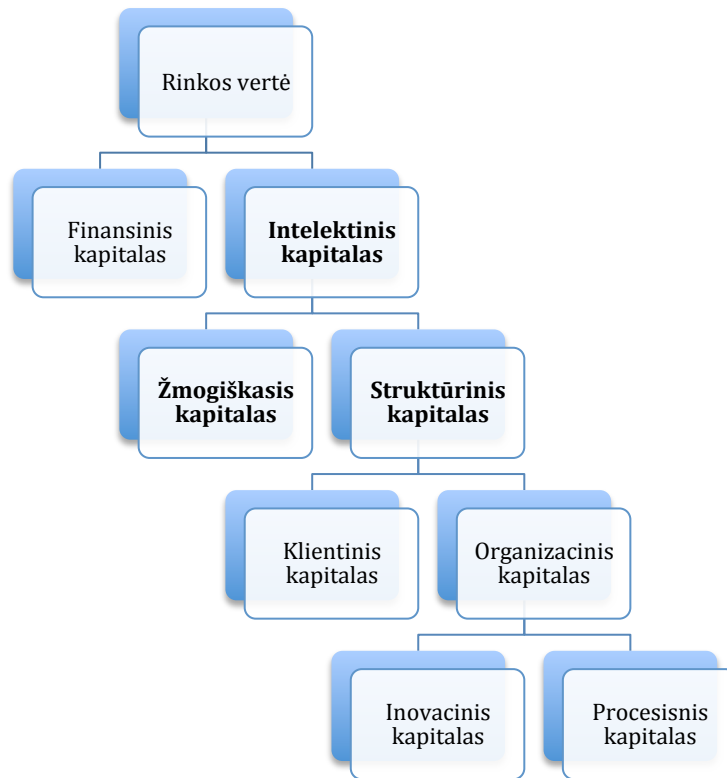 Rinkos vertė
Finansinis
kapitalas
Intelektinis
kapitalas
Žmogiškasis
kapitalas
Struktūrinis
kapitalas
Klientinis
kapitalas
Organizacinis
kapitalas
Inovacinis
kapitalas
Procesisnis
kapitalas